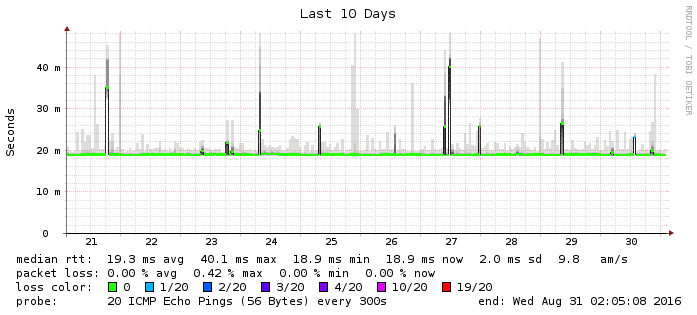 Last 10 Days
RRDTOOL / TOBI OETIKER
Seconds
40 m
30 m
20 m
10 m
0
21 22 23 24 25 26 27 28 29 30
median rtt: 19.3 ms avg 40.1 ms max 18.9 ms min 18.9 ms now 2.0 ms sd 9.8 am/s
packet loss: 0.00 % avg 0.42 % max 0.00 % min 0.00 % now
loss color: 0 1/20 2/20 3/20 4/20 10/20 19/20
probe: 20 ICMP Echo Pings (56 Bytes) every 300s end: Wed Aug 31 02:05:08 2016